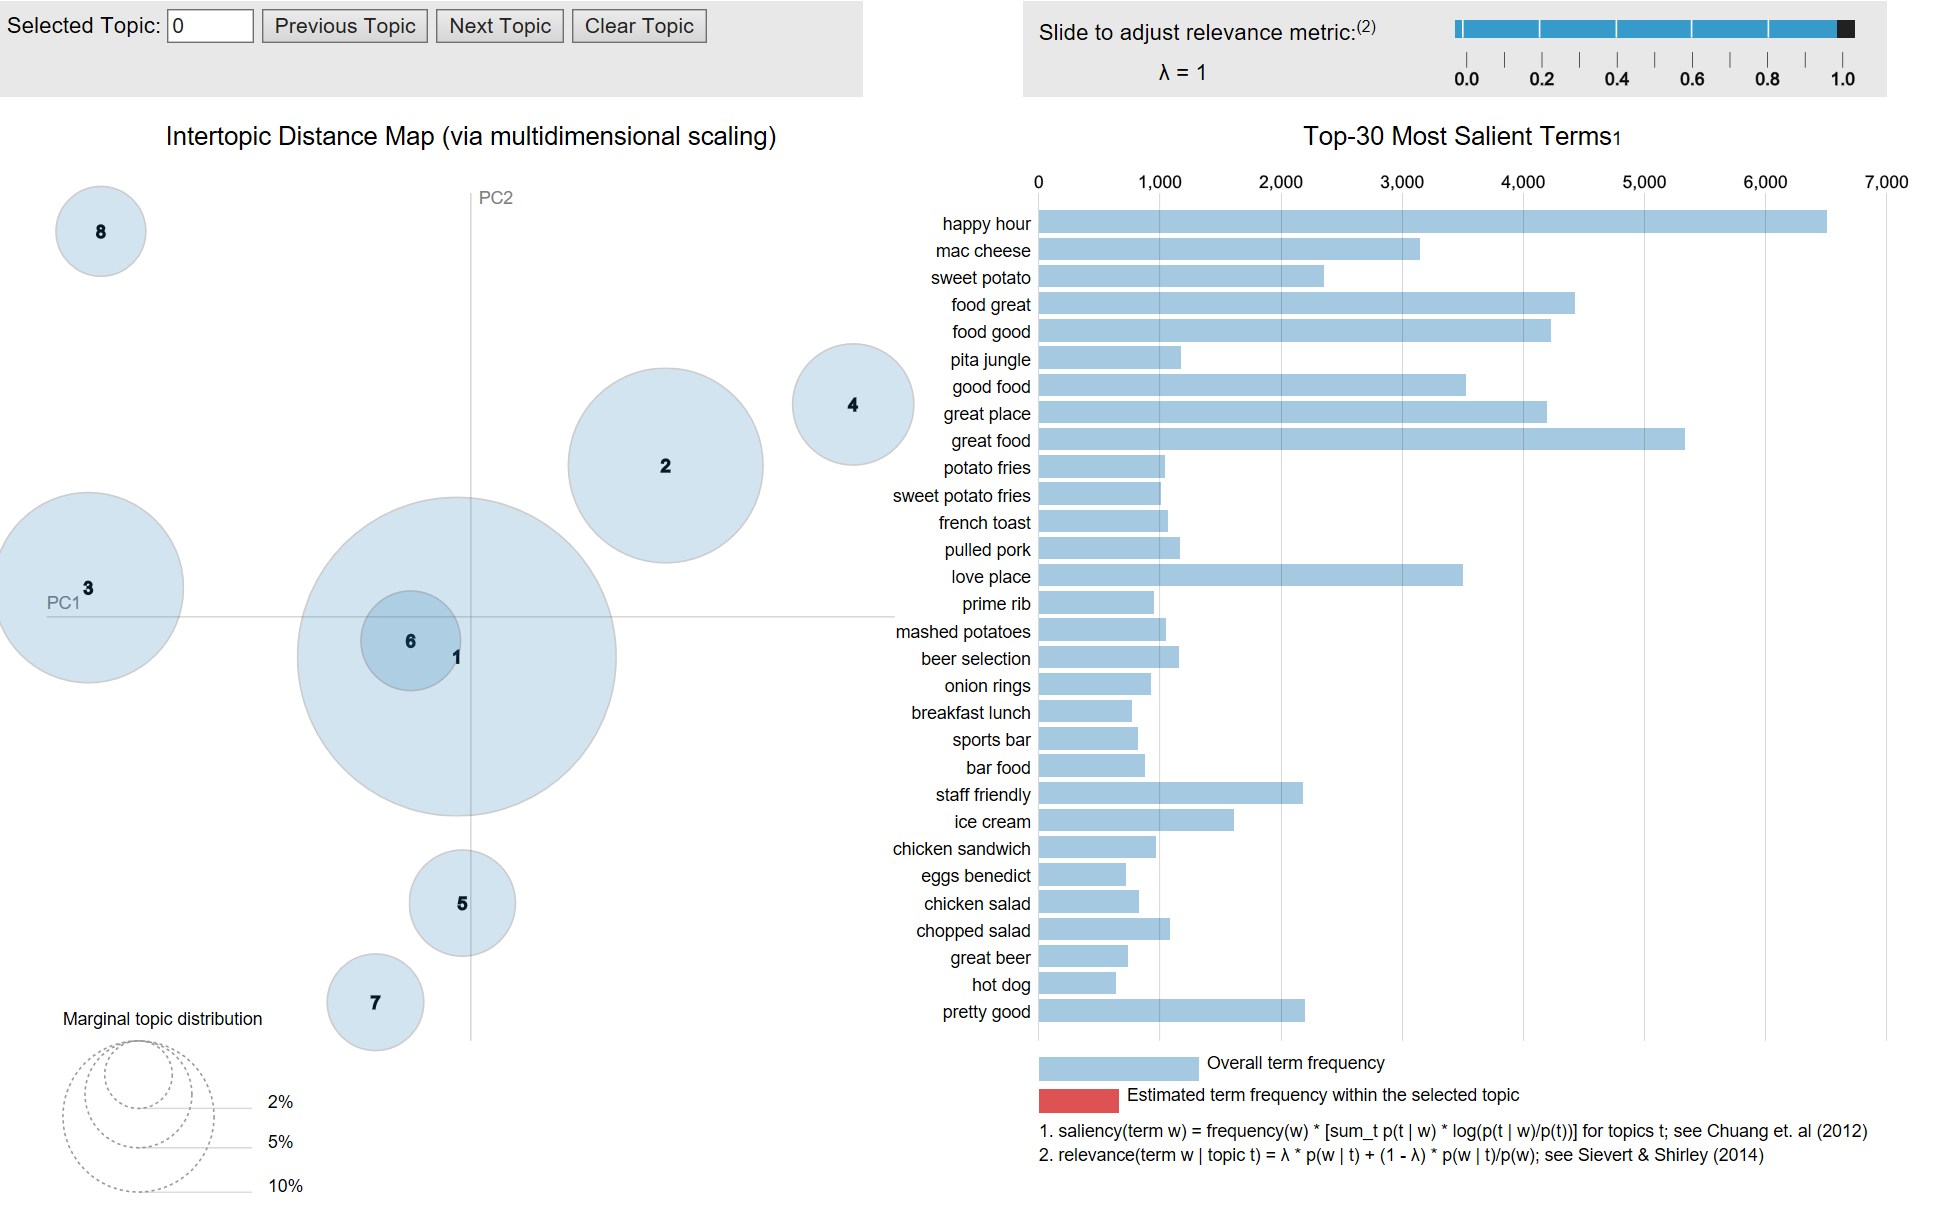 Selected Topic: 0 Previous Topic Next Topic Clear Topic
Slide to adjust relevance metric:(2)
λ = 1
0.0 0.2 0.4 0.6 0.8 1.0
Intertopic Distance Map (via multidimensional scaling)
PC2
PC1
8
4
2
3
6
1
5
7
Marginal topic distribution
2%
5%
10%
Top-30 Most Salient Terms1
0 1,000 2,000 3,000 4,000 5,000 6,000 7,000
happy hour
mac cheese
sweet potato
food great
food good
pita jungle
good food
great place
great food
potato fries
sweet potato fries
french toast
pulled pork
love place
prime rib
mashed potatoes
beer selection
onion rings
breakfast lunch
sports bar
bar food
staff friendly
ice cream
chicken sandwich
eggs benedict
chicken salad
chopped salad
great beer
hot dog
pretty good
Overall term frequency
Estimated term frequency within the selected topic
1. saliency(term w) = frequency(w) * [sum_t p(t | w) * log(p(t | w)/p(t))] for topics t; see Chuang et. al (2012)
2. relevance(term w | topic t) = λ * p(w | t) + (1 - λ) * p(w | t)/p(w); see Sievert & Shirley (2014)